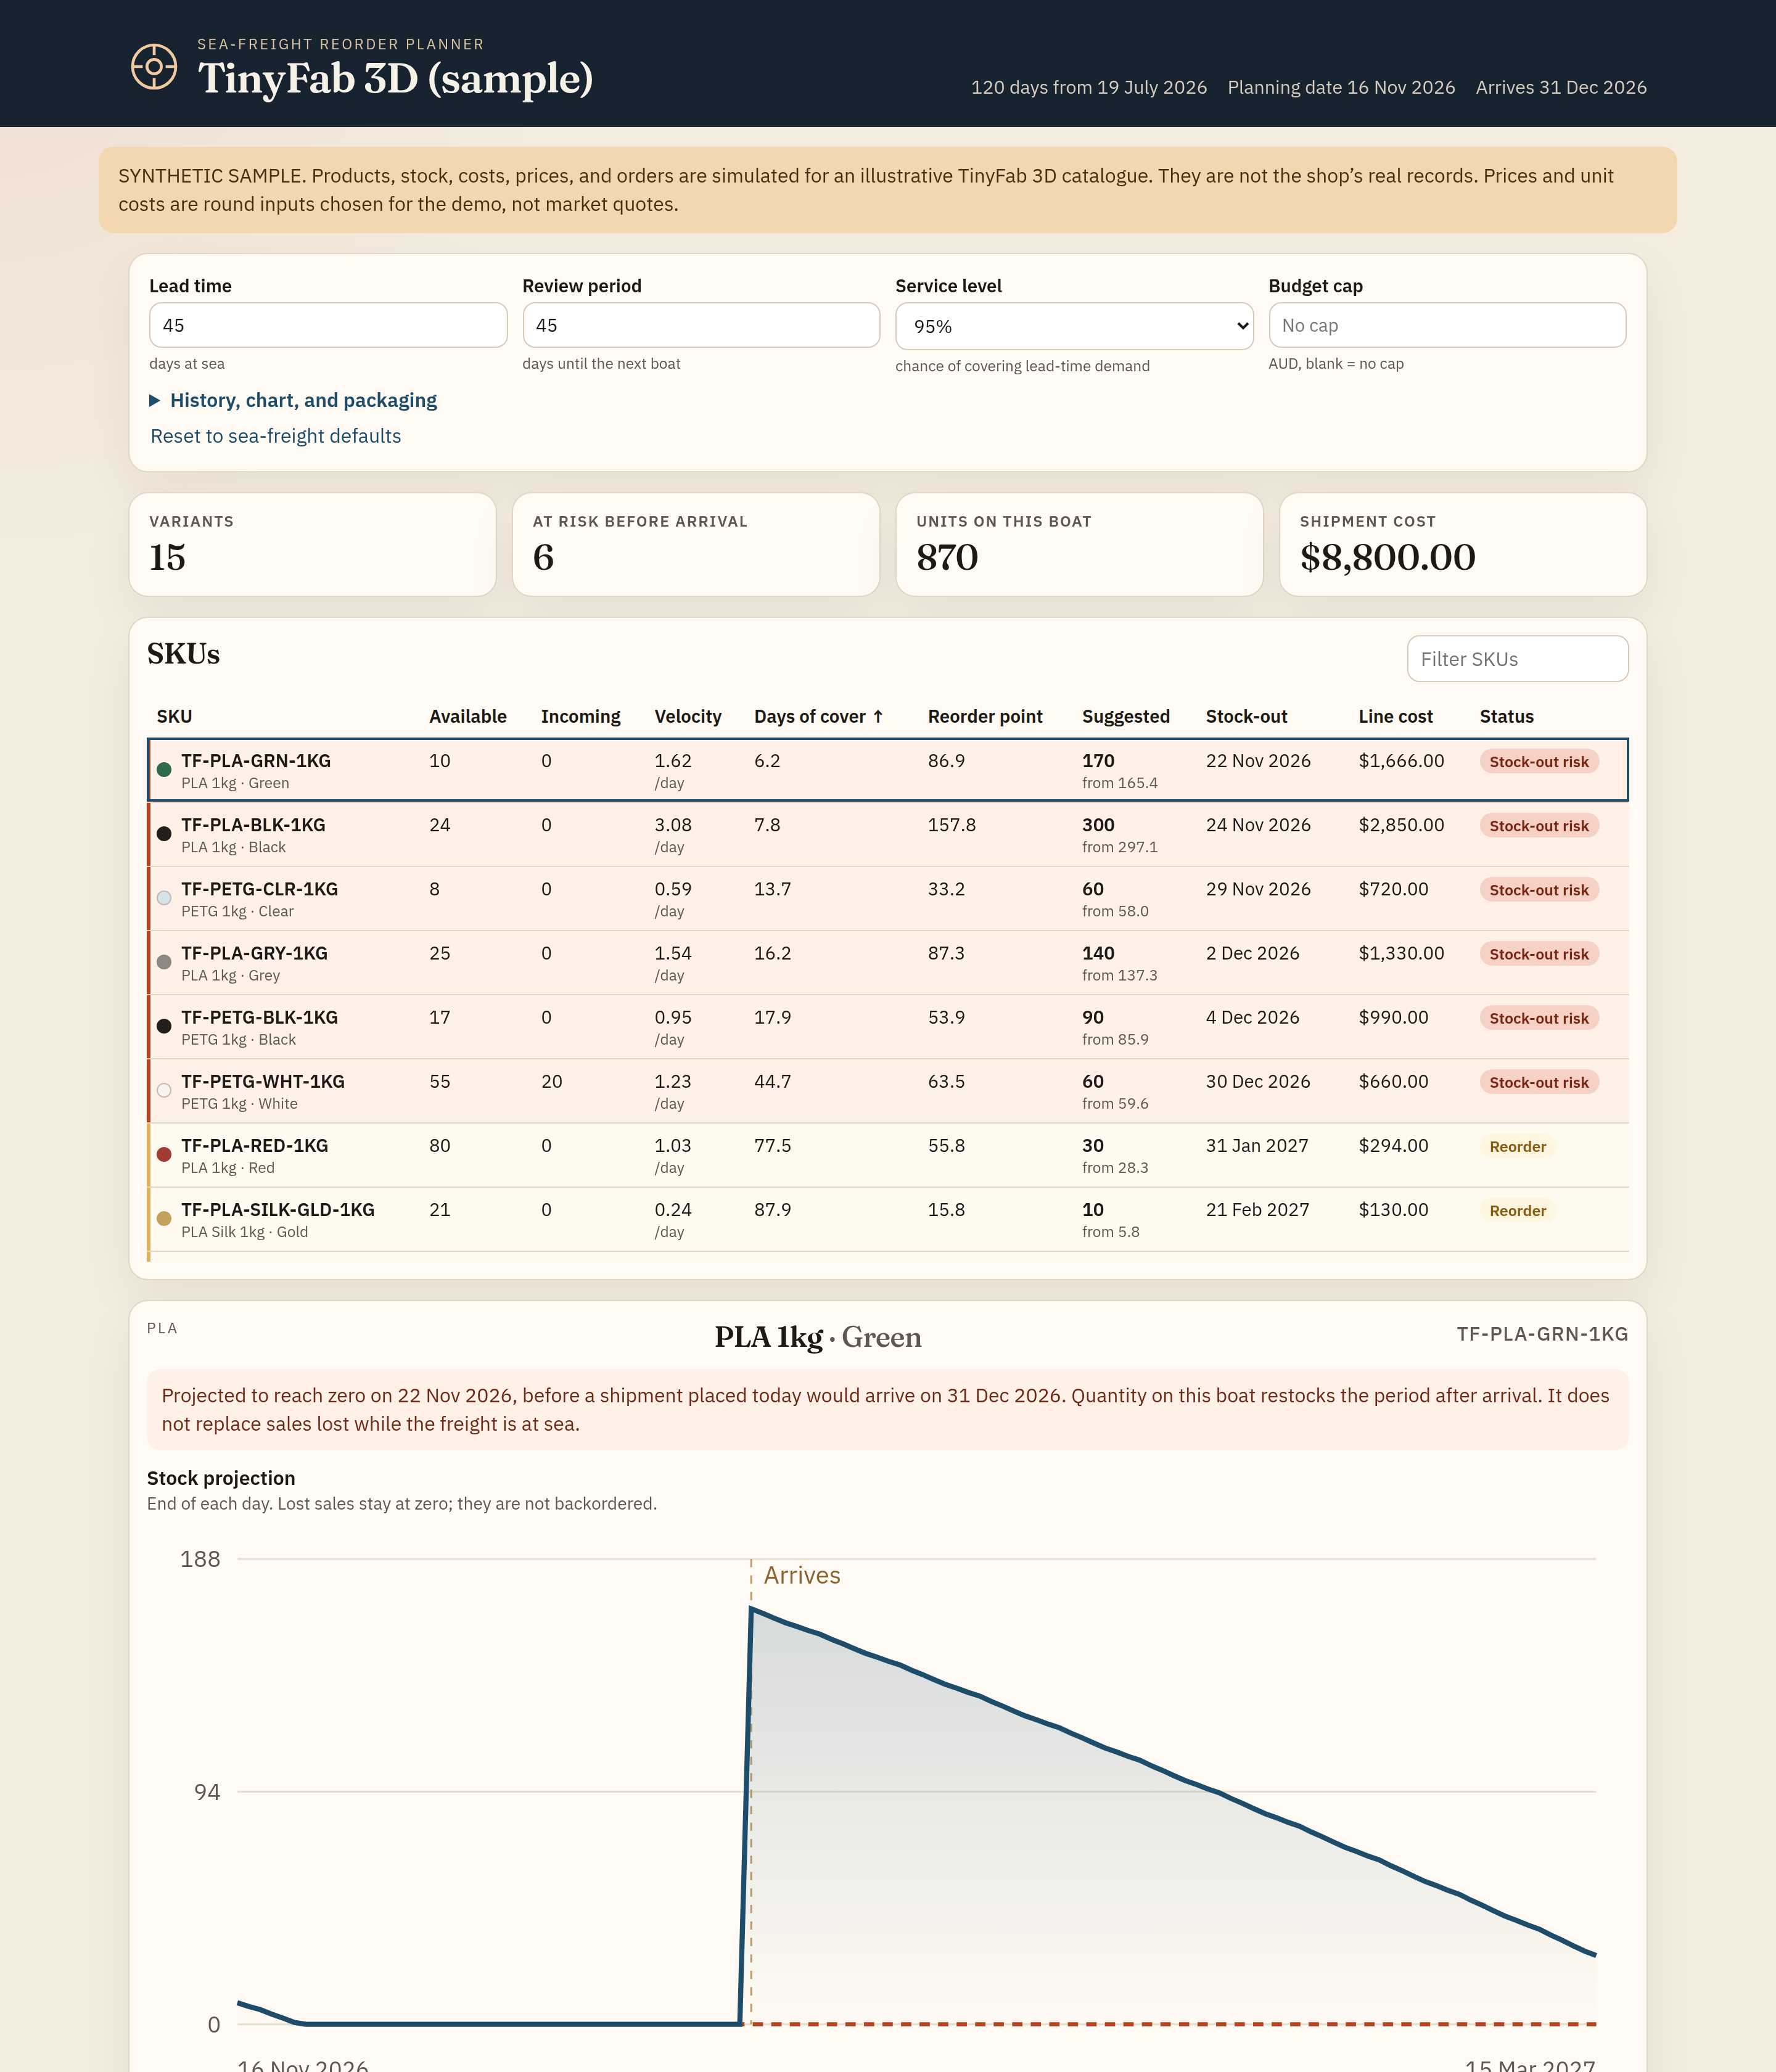 SEA-FREIGHT REORDER PLANNER
TinyFab 3D (sample)
120 days from 19 July 2026 Planning date 16 Nov 2026 Arrives 31 Dec 2026
SYNTHETIC SAMPLE. Products, stock, costs, prices, and orders are simulated for an illustrative TinyFab 3D catalogue. They are not the shop’s real records. Prices and unit
costs are round inputs chosen for the demo, not market quotes.
Lead time Review period Service level Budget cap
45 45 95% No cap
days at sea days until the next boat chance of covering lead-time demand AUD, blank = no cap
▶ History, chart, and packaging
Reset to sea-freight defaults
VARIANTS AT RISK BEFORE ARRIVAL UNITS ON THIS BOAT SHIPMENT COST
15 6 870 $8,800.00
SKUs Filter SKUs
SKU Available Incoming Velocity Days of cover ↑ Reorder point Suggested Stock-out Line cost Status
TF-PLA-GRN-1KG 10 0 1.62 6.2 86.9 170 22 Nov 2026 $1,666.00 Stock-out risk
PLA 1kg · Green /day from 165.4
TF-PLA-BLK-1KG 24 0 3.08 7.8 157.8 300 24 Nov 2026 $2,850.00 Stock-out risk
PLA 1kg · Black /day from 297.1
TF-PETG-CLR-1KG 8 0 0.59 13.7 33.2 60 29 Nov 2026 $720.00 Stock-out risk
PETG 1kg · Clear /day from 58.0
TF-PLA-GRY-1KG 25 0 1.54 16.2 87.3 140 2 Dec 2026 $1,330.00 Stock-out risk
PLA 1kg · Grey /day from 137.3
TF-PETG-BLK-1KG 17 0 0.95 17.9 53.9 90 4 Dec 2026 $990.00 Stock-out risk
PETG 1kg · Black /day from 85.9
TF-PETG-WHT-1KG 55 20 1.23 44.7 63.5 60 30 Dec 2026 $660.00 Stock-out risk
PETG 1kg · White /day from 59.6
TF-PLA-RED-1KG 80 0 1.03 77.5 55.8 30 31 Jan 2027 $294.00 Reorder
PLA 1kg · Red /day from 28.3
TF-PLA-SILK-GLD-1KG 21 0 0.24 87.9 15.8 10 21 Feb 2027 $130.00 Reorder
PLA Silk 1kg · Gold /day from 5.8
PLA PLA 1kg · Green TF-PLA-GRN-1KG
Projected to reach zero on 22 Nov 2026, before a shipment placed today would arrive on 31 Dec 2026. Quantity on this boat restocks the period after arrival. It does
not replace sales lost while the freight is at sea.
Stock projection
End of each day. Lost sales stay at zero; they are not backordered.
188
Arrives
94
0
16 Nov 2026 15 Mar 2027